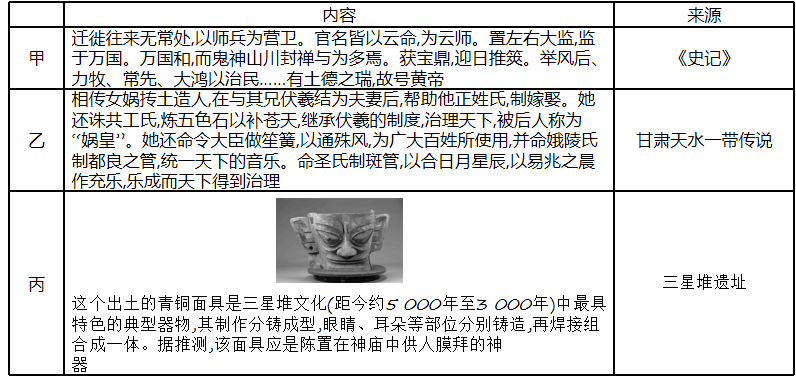 内容 来源
甲
迁徙往来无常处,以师兵为营卫。官名皆以云命,为云师。置左右大监,监
于万国。万国和,而鬼神山川封禅与为多焉。获宝鼎,迎日推筴。举风后、
力牧、常先、大鸿以治民……有土德之瑞,故号黄帝
《史记》
乙
相传女娲抟土造人,在与其兄伏羲结为夫妻后,帮助他正姓氏,制嫁娶。她
还诛共工氏,炼五色石以补苍天,继承伏羲的制度,治理天下,被后人称为
“娲皇”。她还命令大臣做笙簧,以通殊风,为广大百姓所使用,并命娥陵氏
制都良之管,统一天下的音乐。命圣氏制斑管,以合日月星辰,以易兆之晨
作充乐,乐成而天下得到治理
甘肃天水一带传说
丙
这个出土的青铜面具是三星堆文化(距今约5 000年至3 000年)中最具
特色的典型器物,其制作分铸成型,眼睛、耳朵等部位分别铸造,再焊接组
合成一体。据推测,该面具应是陈置在神庙中供人膜拜的神
器
三星堆遗址